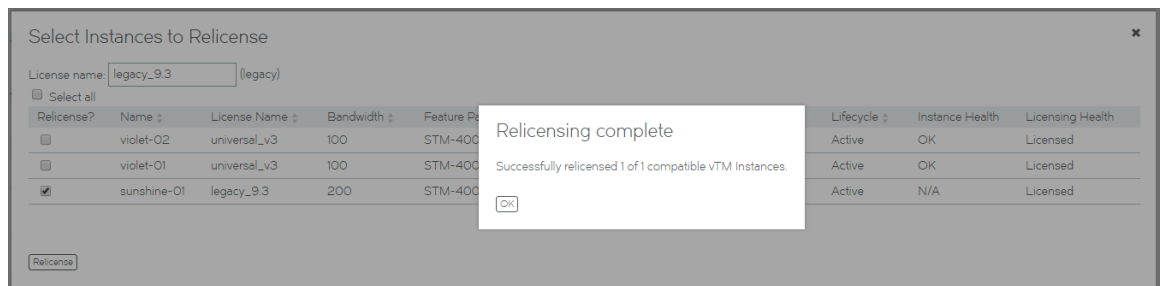 Select Instances to Relicense
License name: legacy_9.3 (legacy)
Select all
Relicense? Name License Name Bandwidth Feature Pa Lifecycle Instance Health Licensing Health
violet-02 universal_v3 100 STM-400 Active OK Licensed
violet-01 universal_v3 100 STM-400 Active OK Licensed
sunshine-01 legacy_9.3 200 STM-400 Active N/A Licensed
Relicensing complete
Successfully relicensed 1 of 1 compatible vTM Instances.
OK
Relicense